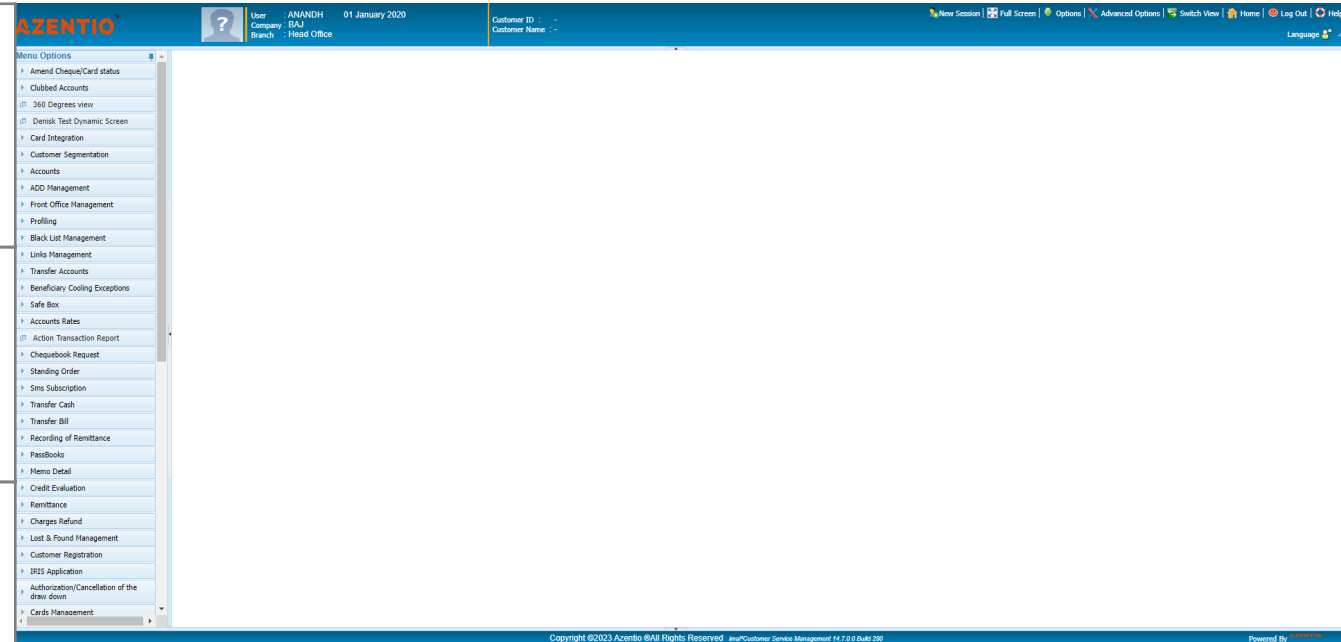 AZENTIO
User : ANANDH 01 January 2020
Company : BAJ
Branch : Head Office
Customer ID : -
Customer Name : -
New Session | Full Screen | Options | Advanced Options | Switch View | Home | Log Out | Help
Language
Menu Options
Amend Cheque/Card status
Clubbed Accounts
360 Degrees view
Denisk Test Dynamic Screen
Card Integration
Customer Segmentation
Accounts
ADD Management
Front Office Management
Profiling
Black List Management
Links Management
Transfer Accounts
Beneficiary Cooling Exceptions
Safe Box
Accounts Rates
Action Transaction Report
Chequebook Request
Standing Order
Sms Subscription
Transfer Cash
Transfer Bill
Recording of Remittance
PassBooks
Memo Detail
Credit Evaluation
Remittance
Charges Refund
Lost & Found Management
Customer Registration
IRIS Application
Authorization/Cancellation of the
draw down
Cards Management
Copyright ©2023 Azentio ®All Rights Reserved imal®Customer Service Management 14.7.0.0 Build 280
Powered By AZENTIO